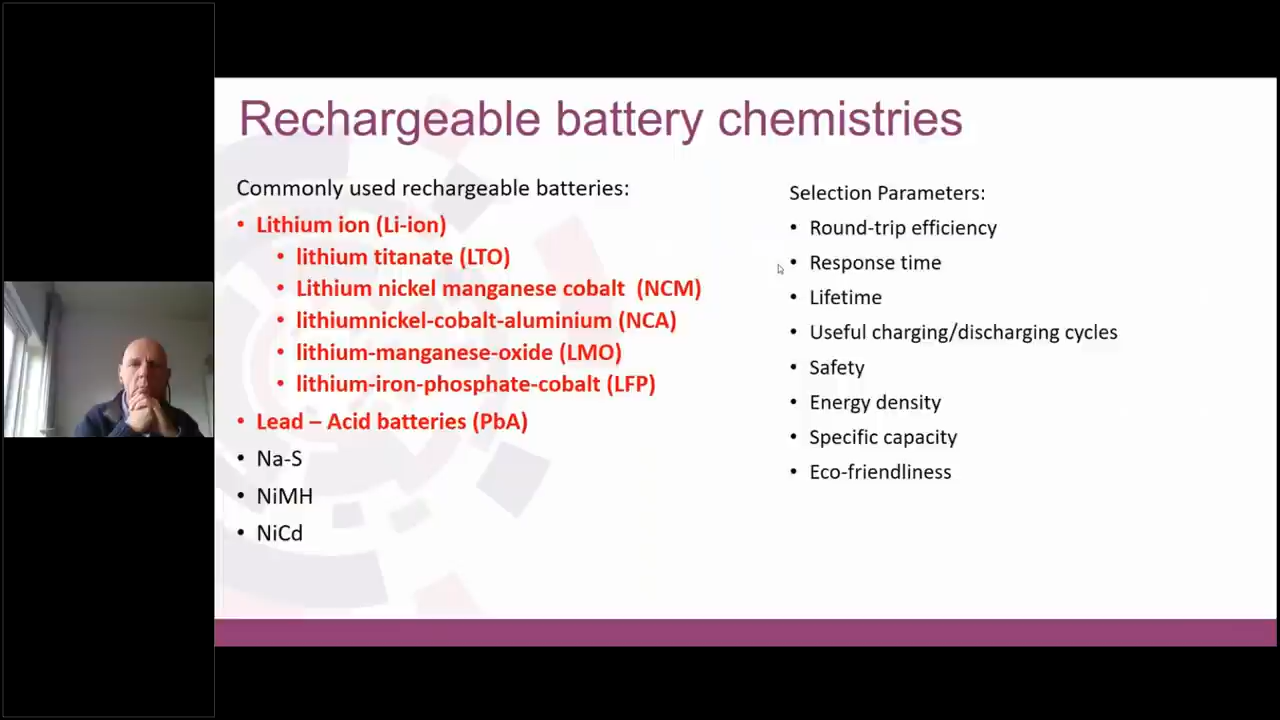 Rechargeable battery chemistries
Commonly used rechargeable batteries:
• Lithium ion (Li-ion)
• lithium titanate (LTO)
• Lithium nickel manganese cobalt (NCM)
• lithiumnickel-cobalt-aluminium (NCA)
• lithium-manganese-oxide (LMO)
• lithium-iron-phosphate-cobalt (LFP)
• Lead – Acid batteries (PbA)
• Na-S
• NiMH
• NiCd
Selection Parameters:
• Round-trip efficiency
• Response time
• Lifetime
• Useful charging/discharging cycles
• Safety
• Energy density
• Specific capacity
• Eco-friendliness